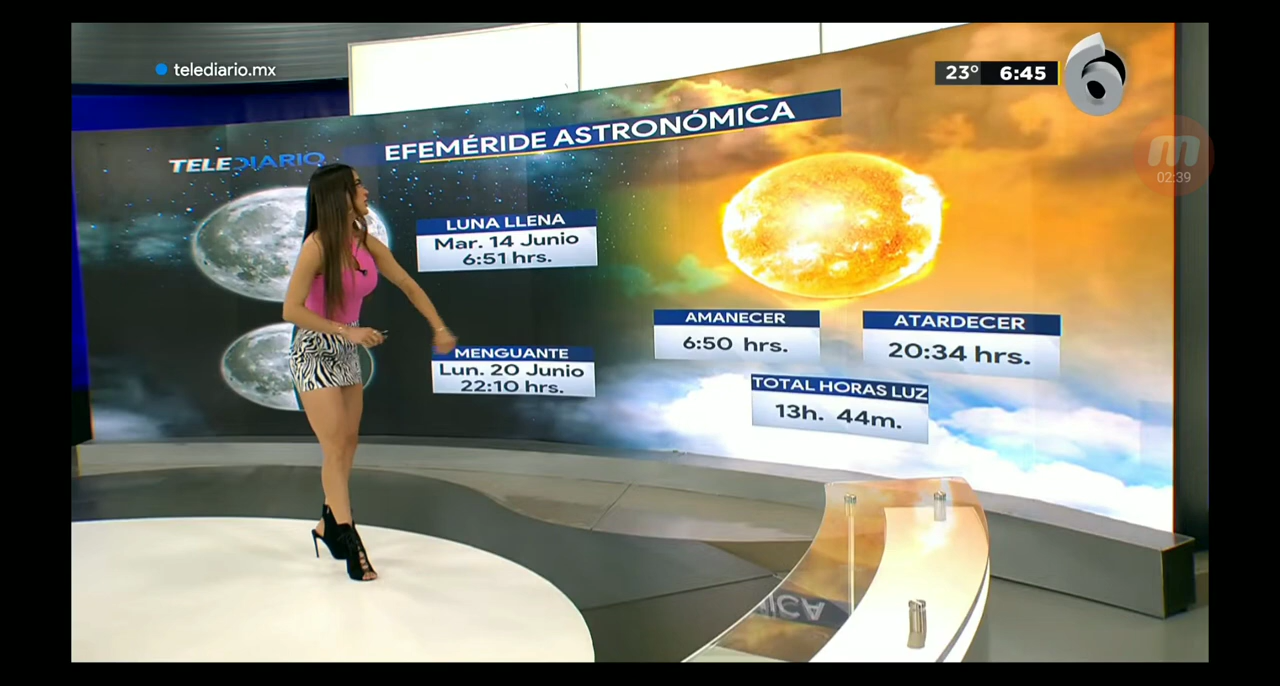 telediario.mx
23° 6:45
6
02:39
EFEMÉRIDE ASTRONÓMICA
TELEDIARIO
LUNA LLENA
Mar. 14 Junio
6:51 hrs.
MENGUANTE
Lun. 20 Junio
22:10 hrs.
AMANECER
6:50 hrs.
ATARDECER
20:34 hrs.
TOTAL HORAS LUZ
13h. 44m.